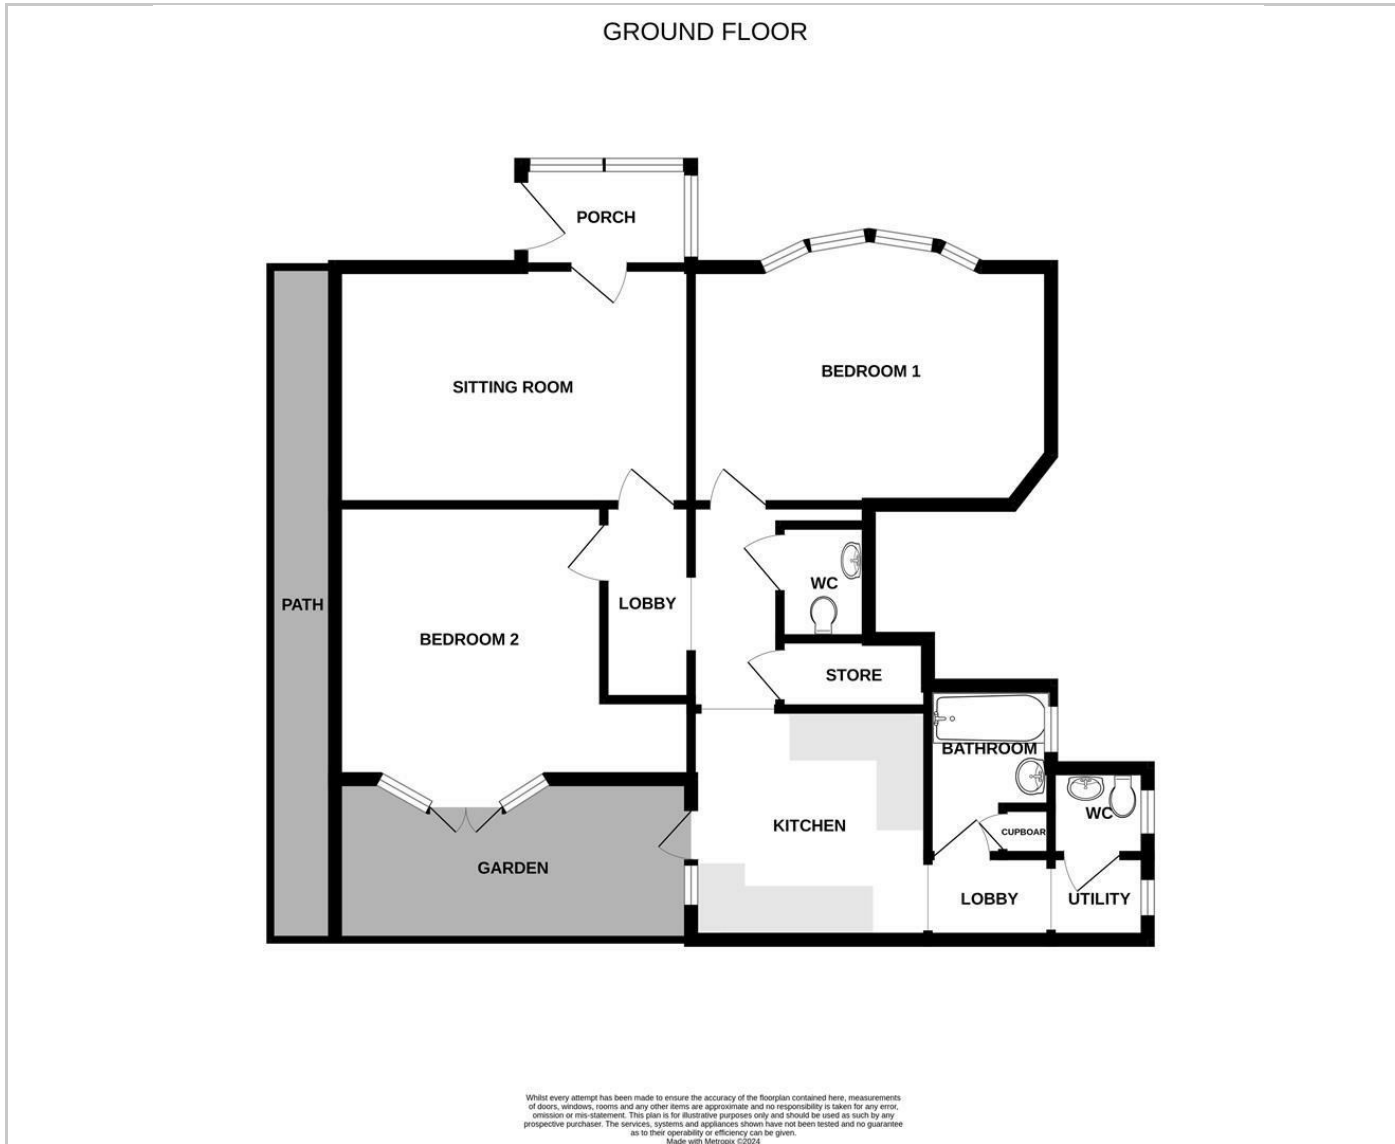 GROUND FLOOR
PORCH
BEDROOM 1
SITTING ROOM
WC
PATH
LOBBY
BEDROOM 2
STORE
BATHROOM
WC
KITCHEN
CUPBOAR
GARDEN
LOBBY
UTILITY
Whilst every attempt has been made to ensure the accuracy of the floorplan contained here, measurements
of doors, windows, rooms and any other items are approximate and no responsibility is taken for any error,
omission or mis-statement. This plan is for illustrative purposes only and should be used as such by any
prospective purchaser. The services, systems and appliances shown have not been tested and no guarantee
as to their operability or efficiency can be given.
Made with Metropix ©2024